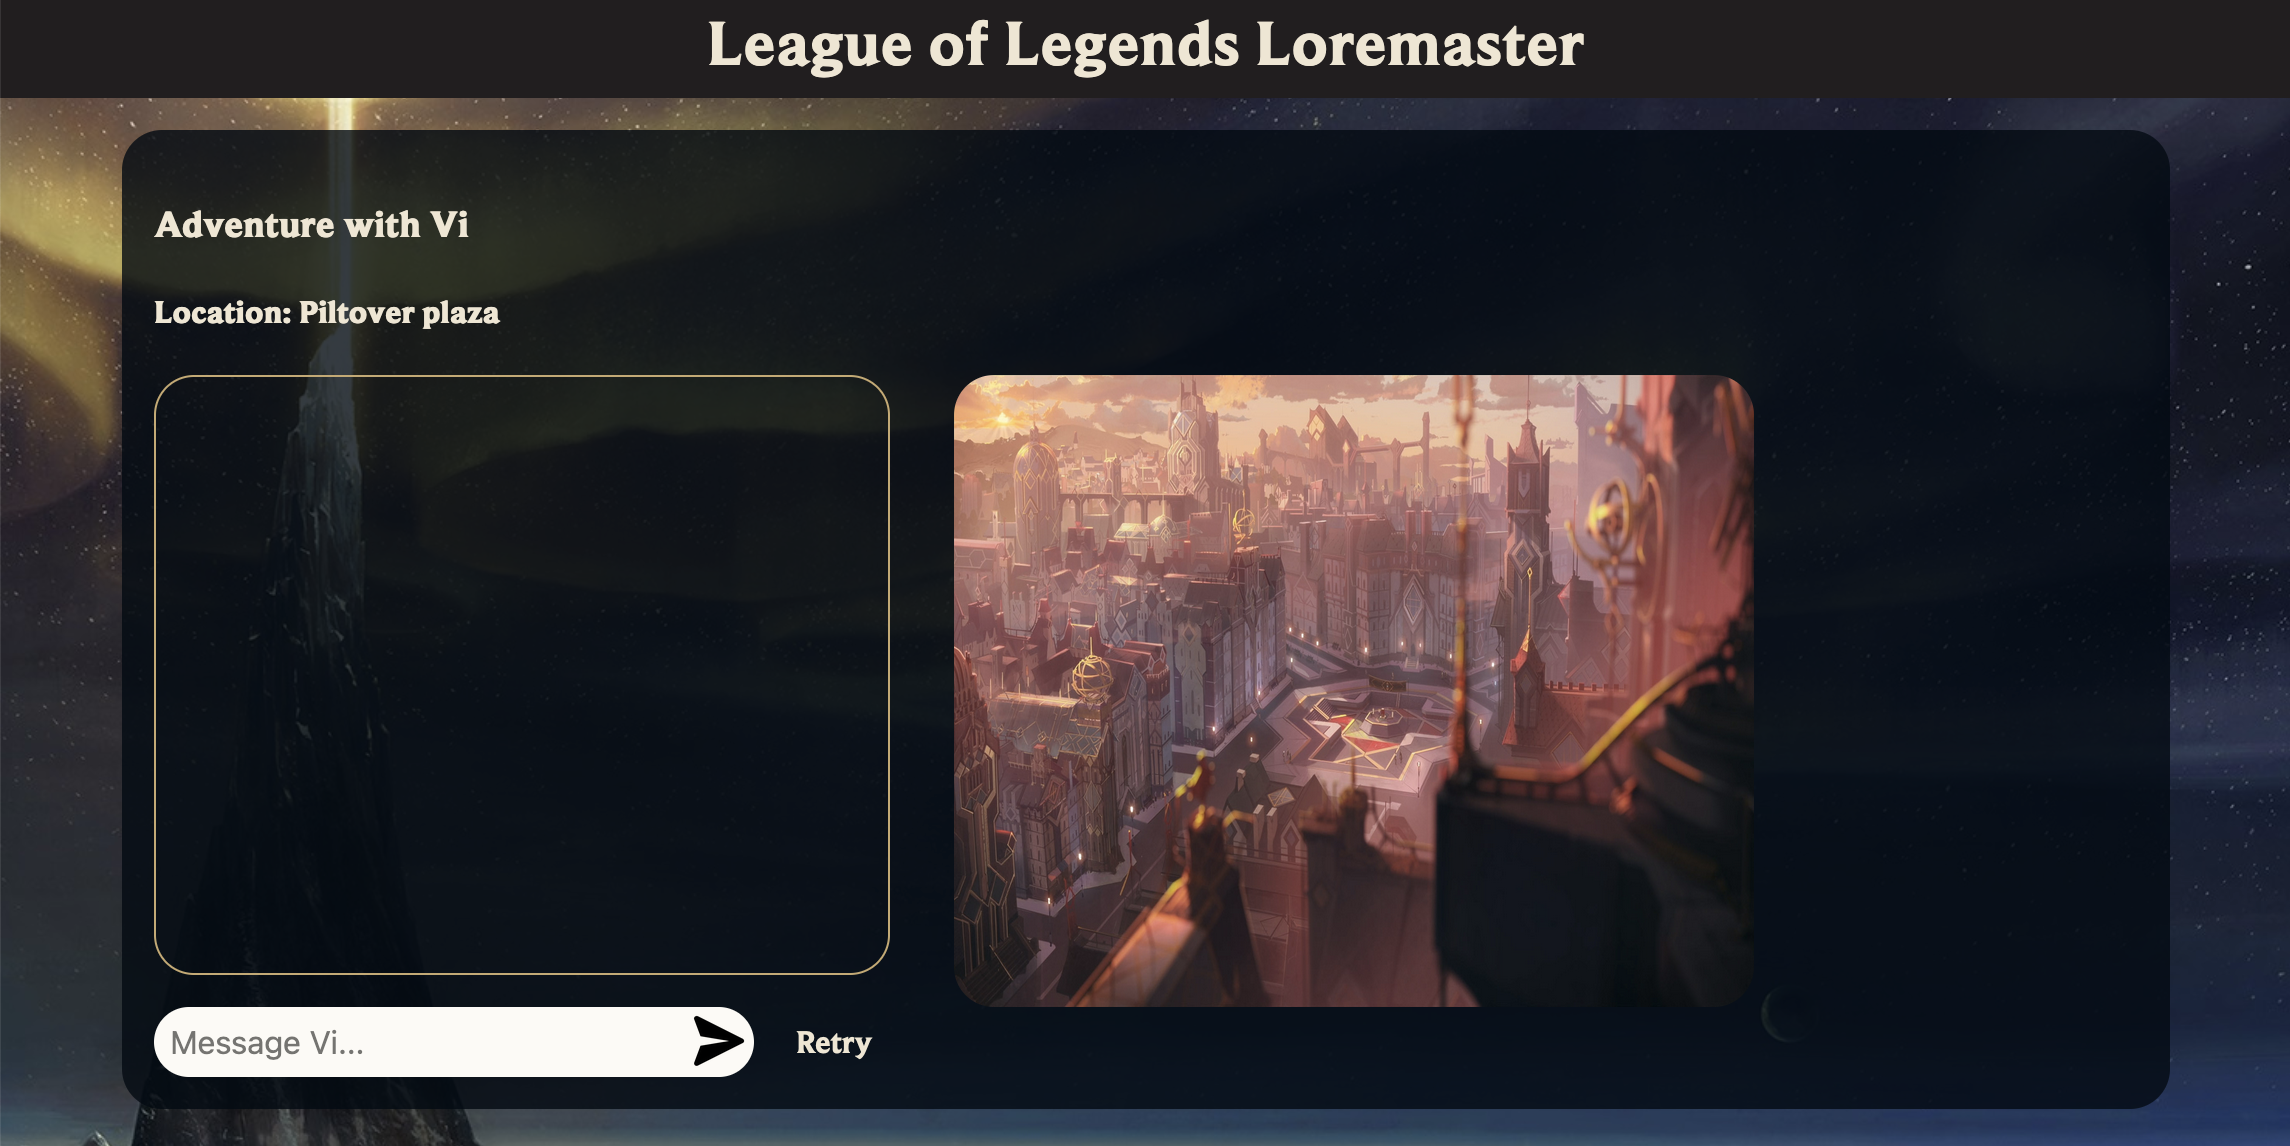 League of Legends Loremaster
Adventure with Vi
Location: Piltover plaza
Message Vi...
Retry